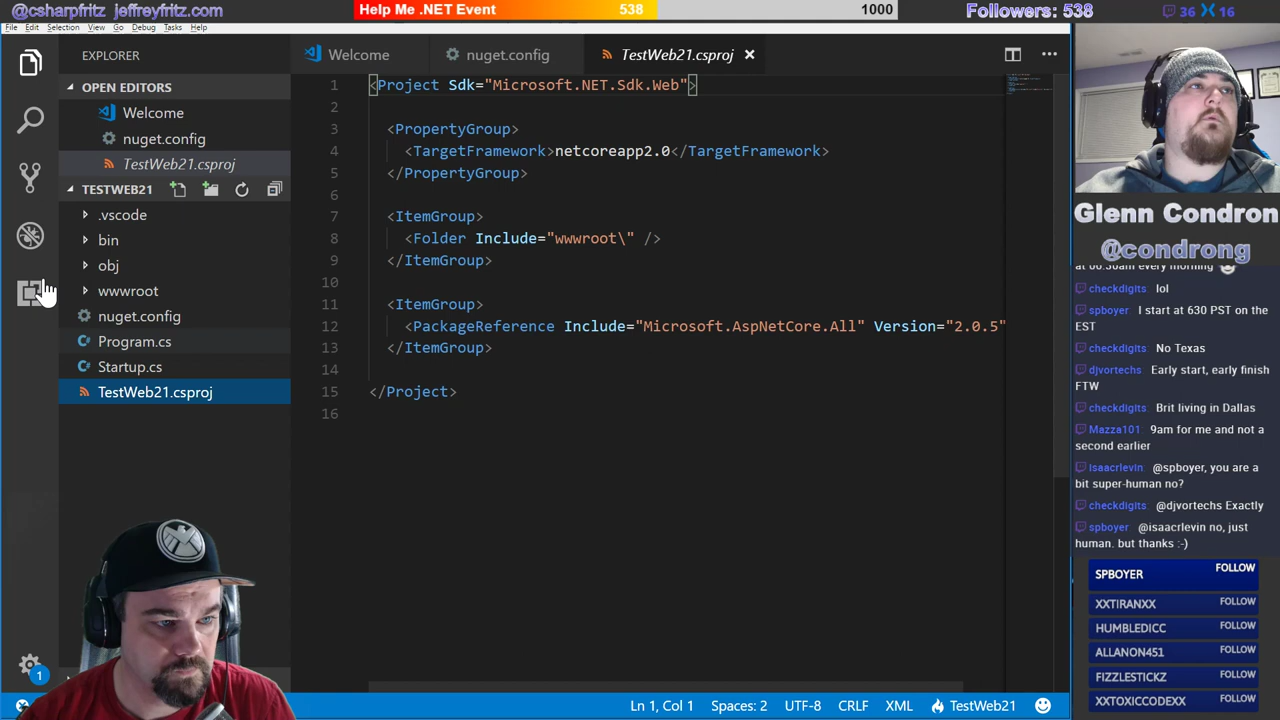 @csharpfritz jeffreyfritz.com
Help Me .NET Event 538 1000
Followers: 538
36 16
File Edit Selection View Go Debug Tasks Help
EXPLORER
OPEN EDITORS
Welcome
nuget.config
TestWeb21.csproj
TESTWEB21
.vscode
bin
obj
wwwroot
nuget.config
Program.cs
Startup.cs
TestWeb21.csproj
1
Welcome
nuget.config
TestWeb21.csproj
1 <Project Sdk="Microsoft.NET.Sdk.Web">
2
3 <PropertyGroup>
4 <TargetFramework>netcoreapp2.0</TargetFramework>
5 </PropertyGroup>
6
7 <ItemGroup>
8 <Folder Include="wwwroot\" />
9 </ItemGroup>
10
11 <ItemGroup>
12 <PackageReference Include="Microsoft.AspNetCore.All" Version="2.0.5"
13 </ItemGroup>
14
15 </Project>
16
Ln 1, Col 1 Spaces: 2 UTF-8 CRLF XML TestWeb21
Glenn Condron
@condrong
at 06:30am every morning
checkdigits lol
spboyer I start at 630 PST on the
EST
checkdigits No Texas
djvortechs Early start, early finish
FTW
checkdigits Brit living in Dallas
Mazza101 9am for me and not a
second earlier
isaacrlevin @spboyer, you are a
bit super-human no?
checkdigits @djvortechs Exactly
spboyer @isaacrlevin no, just
human. but thanks :-)
SPBOYER FOLLOW
XXTIRANXX FOLLOW
HUMBLEDICC FOLLOW
ALLANON451 FOLLOW
FIZZLESTICKZ FOLLOW
XXTOXICCODEXX FOLLOW